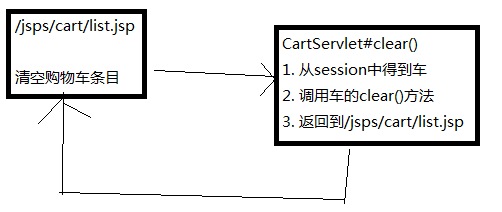 /jsps/cart/list.jsp
清空购物车条目
CartServlet#clear()
1. 从session中得到车
2. 调用车的clear()方法
3. 返回到/jsps/cart/list.jsp